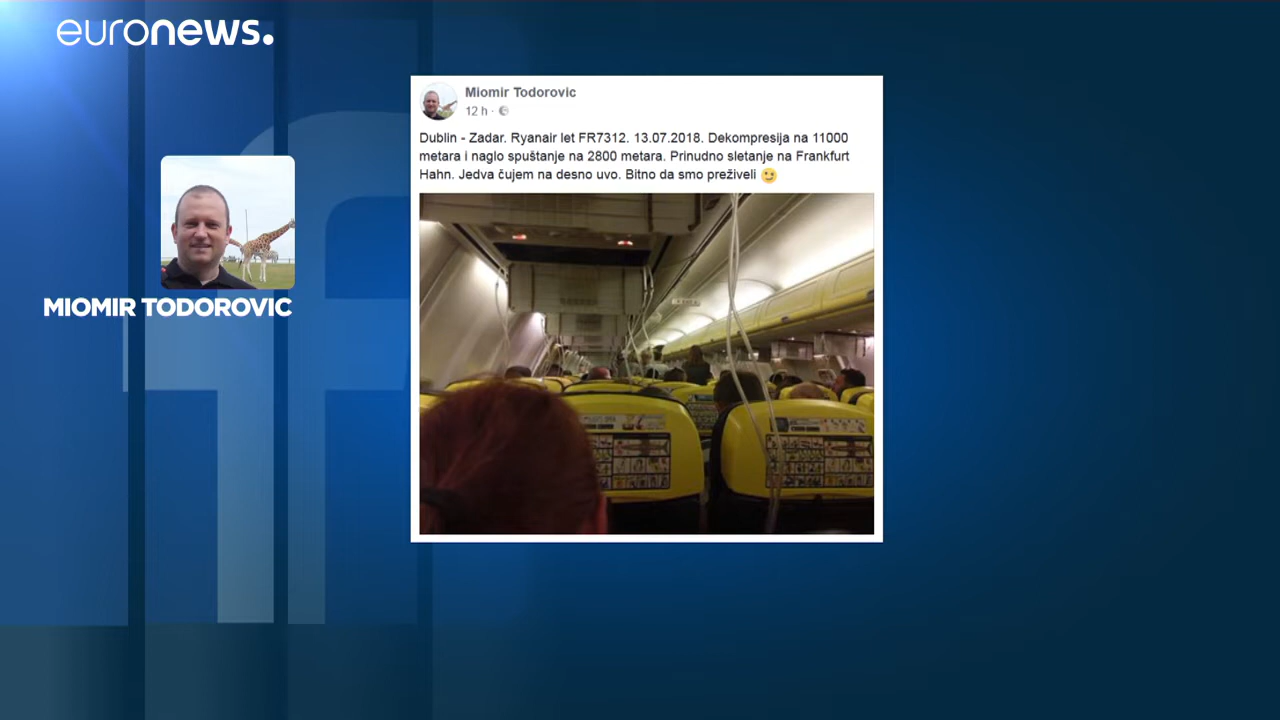 euronews.
Miomir Todorovic
12 h ·
Dublin - Zadar. Ryanair let FR7312. 13.07.2018. Dekompresija na 11000
metara i naglo spuštanje na 2800 metara. Prinudno sletanje na Frankfurt
Hahn. Jedva čujem na desno uvo. Bitno da smo preživeli 😉
MIOMIR TODOROVIC